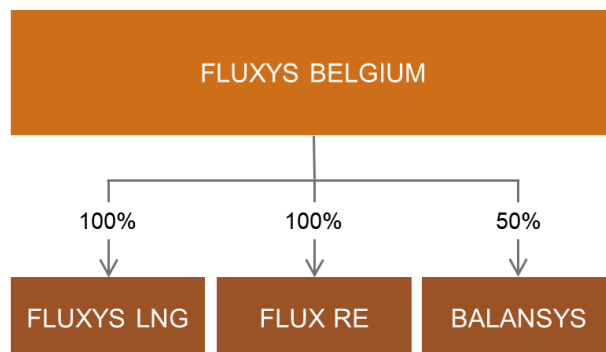 FLUXYS BELGIUM
100%
100%
50%
FLUXYS LNG
FLUX RE
BALANSYS